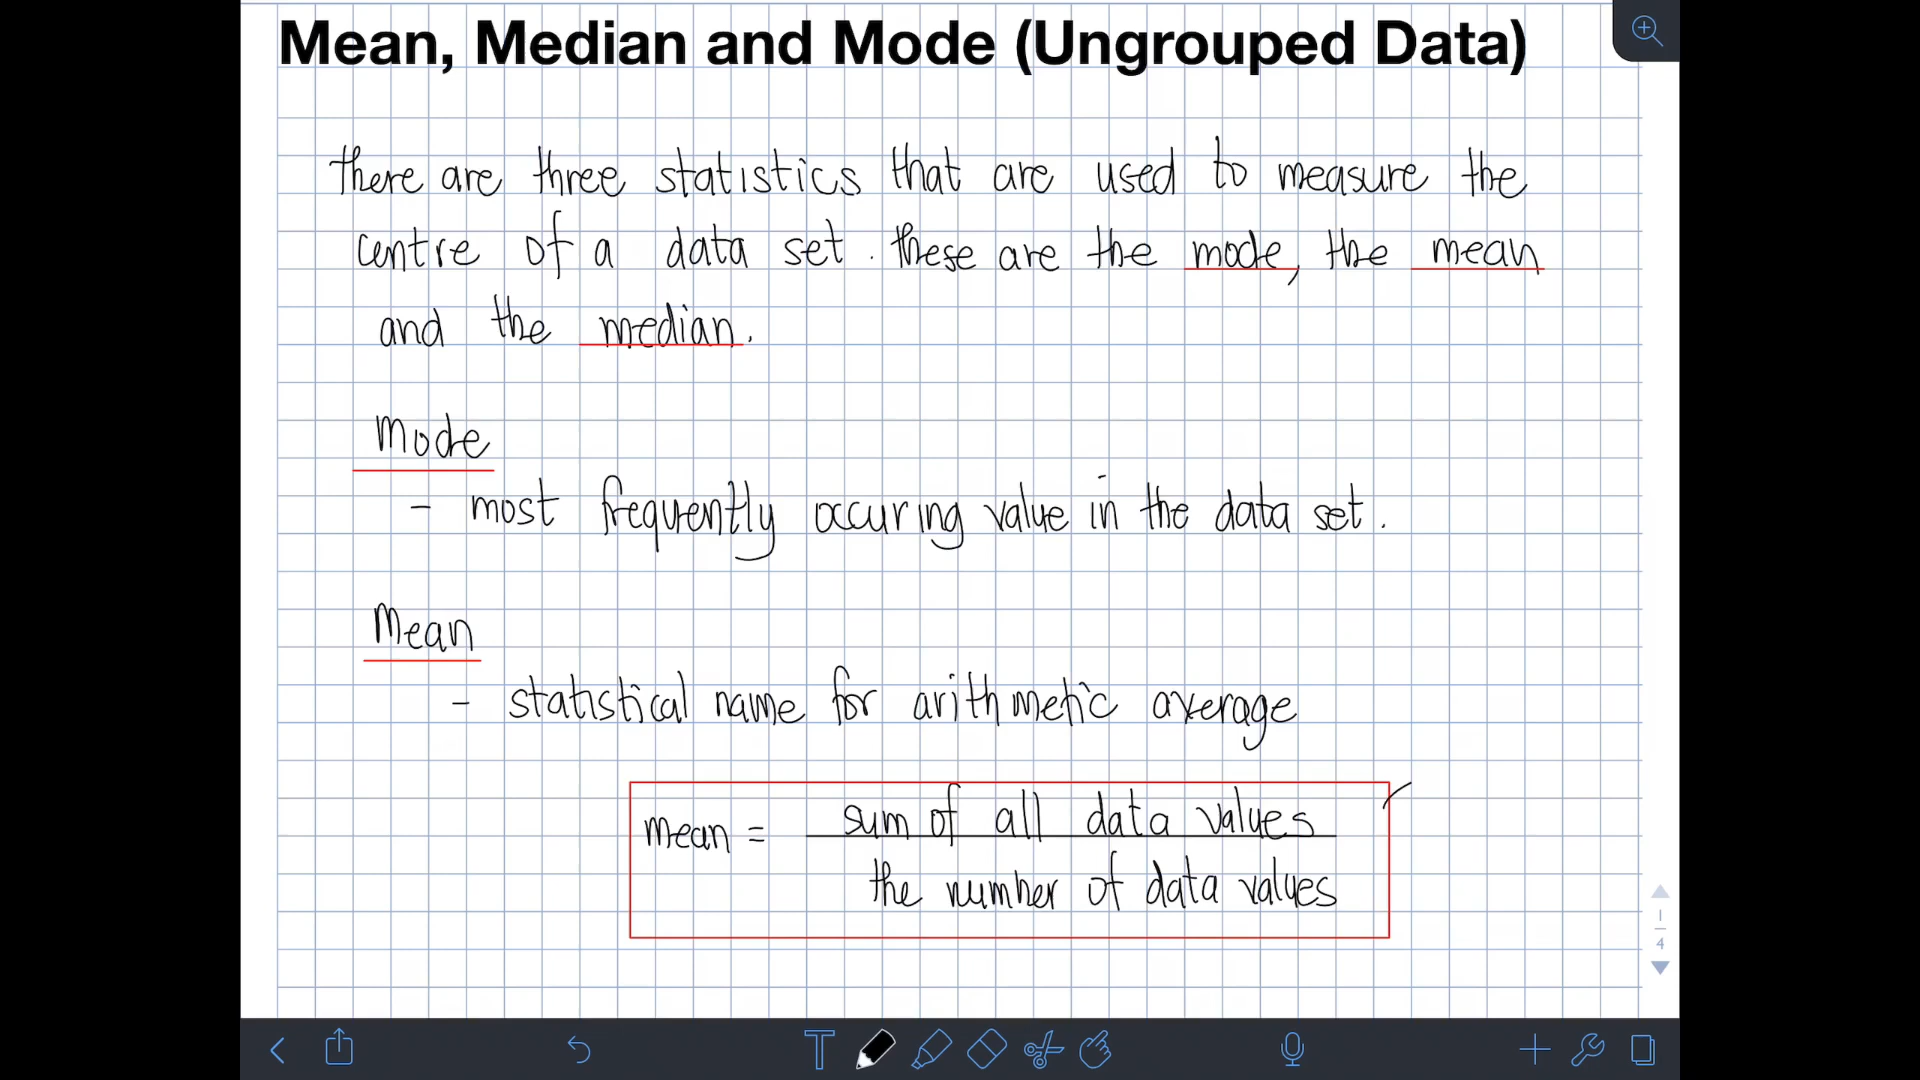 Mean, Median and Mode (Ungrouped Data)
There are three statistics that are used to measure the
centre of a data set. These are the mode, the mean
and the median.
Mode
- most frequently occuring value in the data set.
Mean
- statistical name for arithmetic average
mean = sum of all data values
the number of data values
1
4